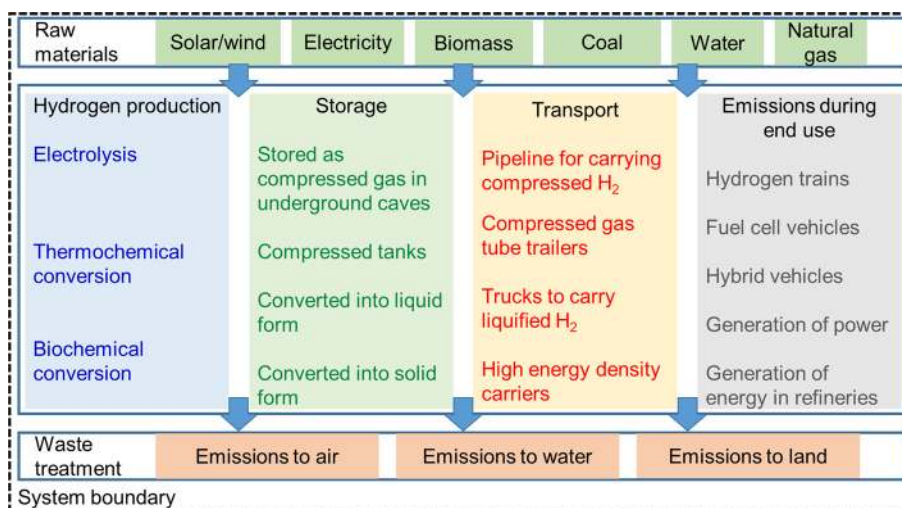 Raw
materials
Solar/wind
Electricity
Biomass
Coal
Water
Natural
gas
Hydrogen production
Electrolysis
Thermochemical
conversion
Biochemical
conversion
Storage
Stored as
compressed gas in
underground caves
Compressed tanks
Converted into liquid
form
Converted into solid
form
Transport
Pipeline for carrying
compressed H₂
Compressed gas
tube trailers
Trucks to carry
liquified H₂
High energy density
carriers
Emissions during
end use
Hydrogen trains
Fuel cell vehicles
Hybrid vehicles
Generation of power
Generation of
energy in refineries
Waste
treatment
Emissions to air
Emissions to water
Emissions to land
System boundary